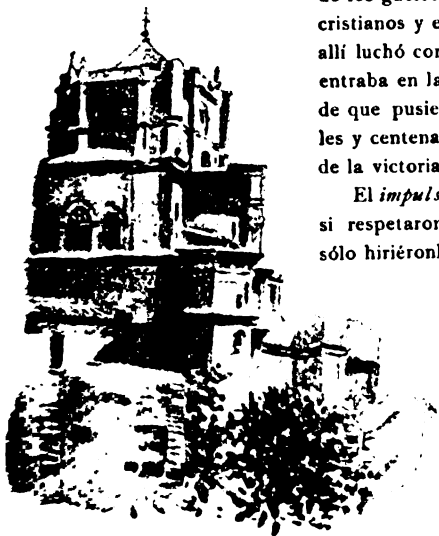 cristianos y e
allí luchó con
entraba en la
de que pusie
les y centena
de la victoria
El impuls
si respetaron
sólo hiriéronl